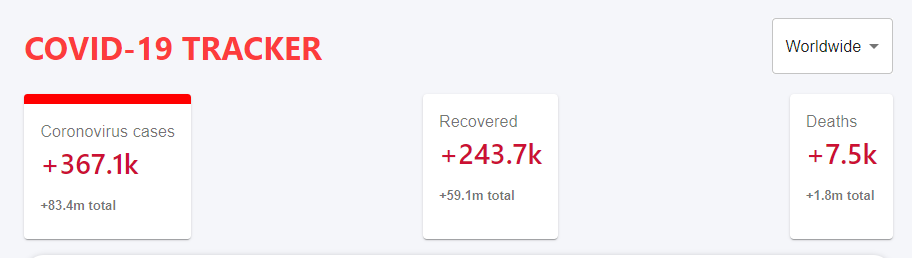 COVID-19 TRACKER
Worldwide
Coronovirus cases
+367.1k
+83.4m total
Recovered
+243.7k
+59.1m total
Deaths
+7.5k
+1.8m total